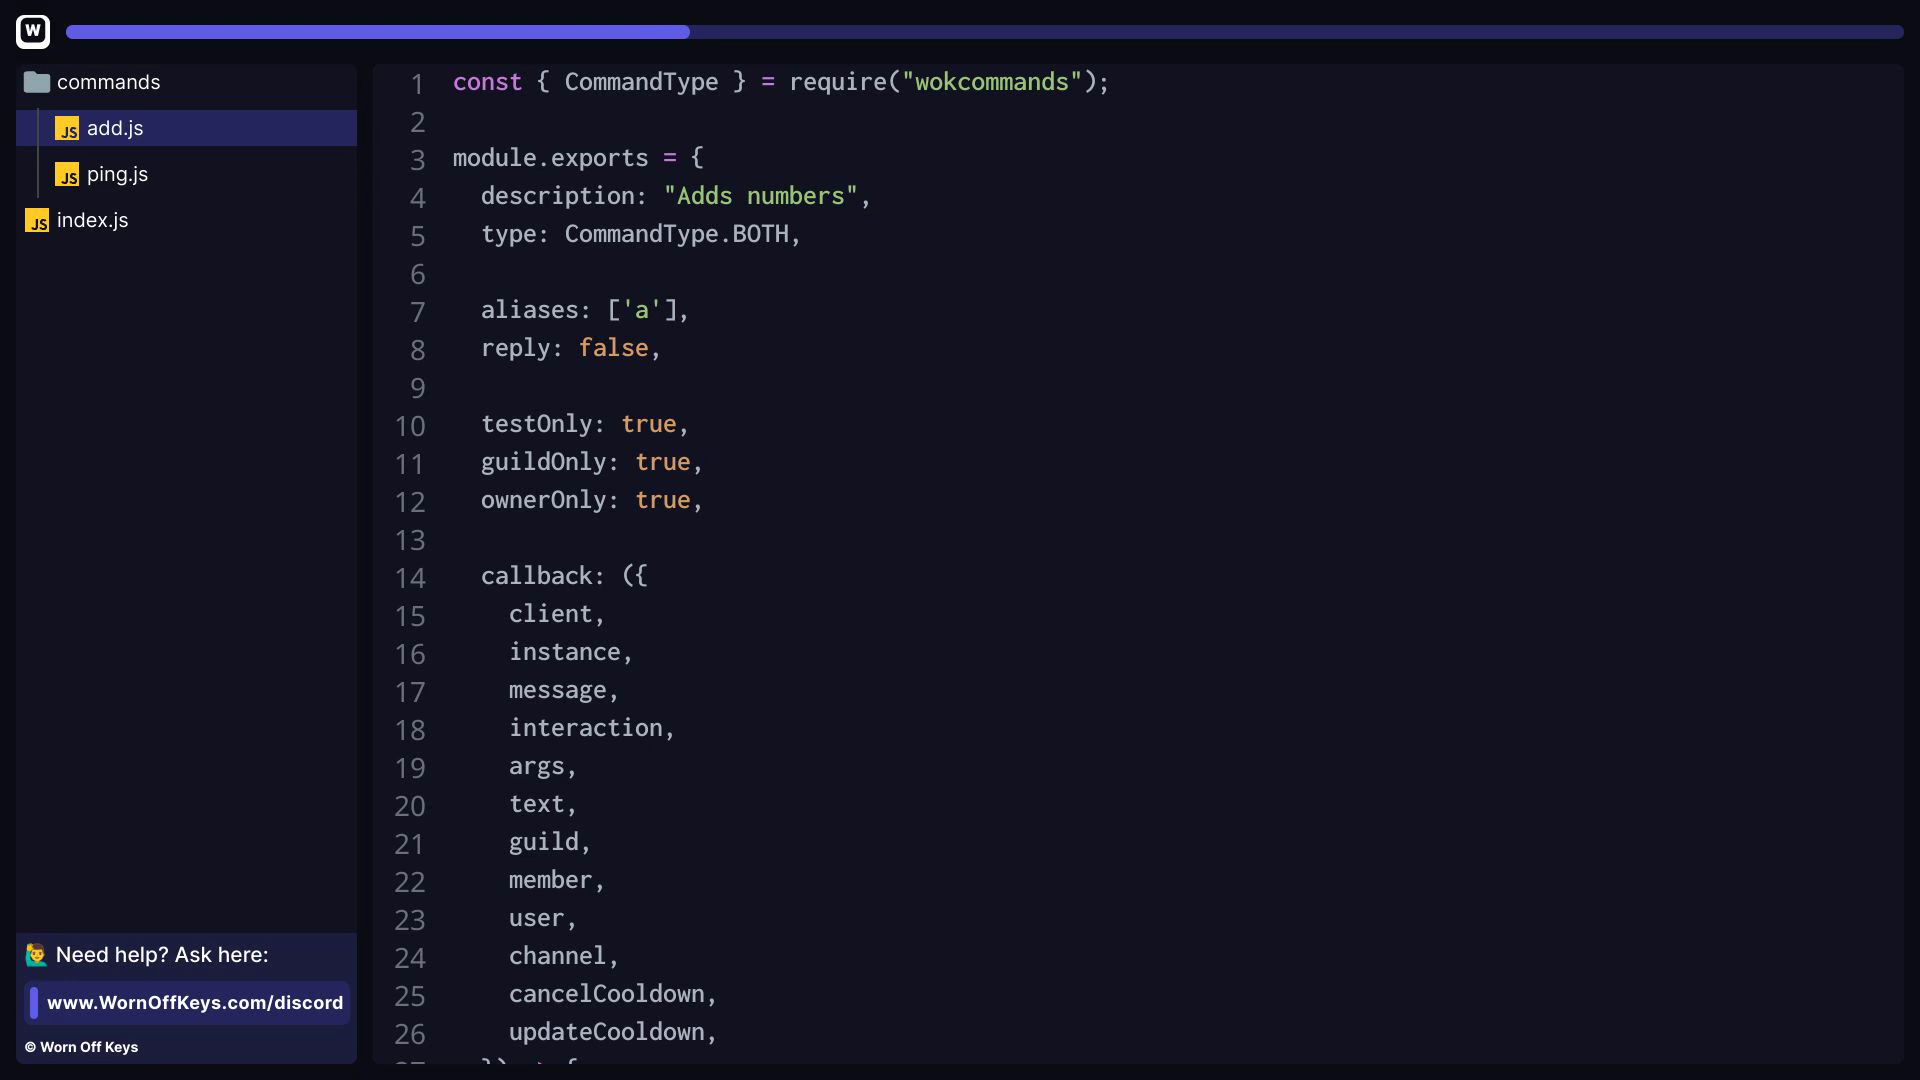 W
commands
JS add.js
JS ping.js
JS index.js
1 const { CommandType } = require("wokcommands");
2
3 module.exports = {
4 description: "Adds numbers",
5 type: CommandType.BOTH,
6
7 aliases: ['a'],
8 reply: false,
9
10 testOnly: true,
11 guildOnly: true,
12 ownerOnly: true,
13
14 callback: ({
15 client,
16 instance,
17 message,
18 interaction,
19 args,
20 text,
21 guild,
22 member,
23 user,
24 channel,
25 cancelCooldown,
26 updateCooldown,
Need help? Ask here:
www.WornOffKeys.com/discord
© Worn Off Keys